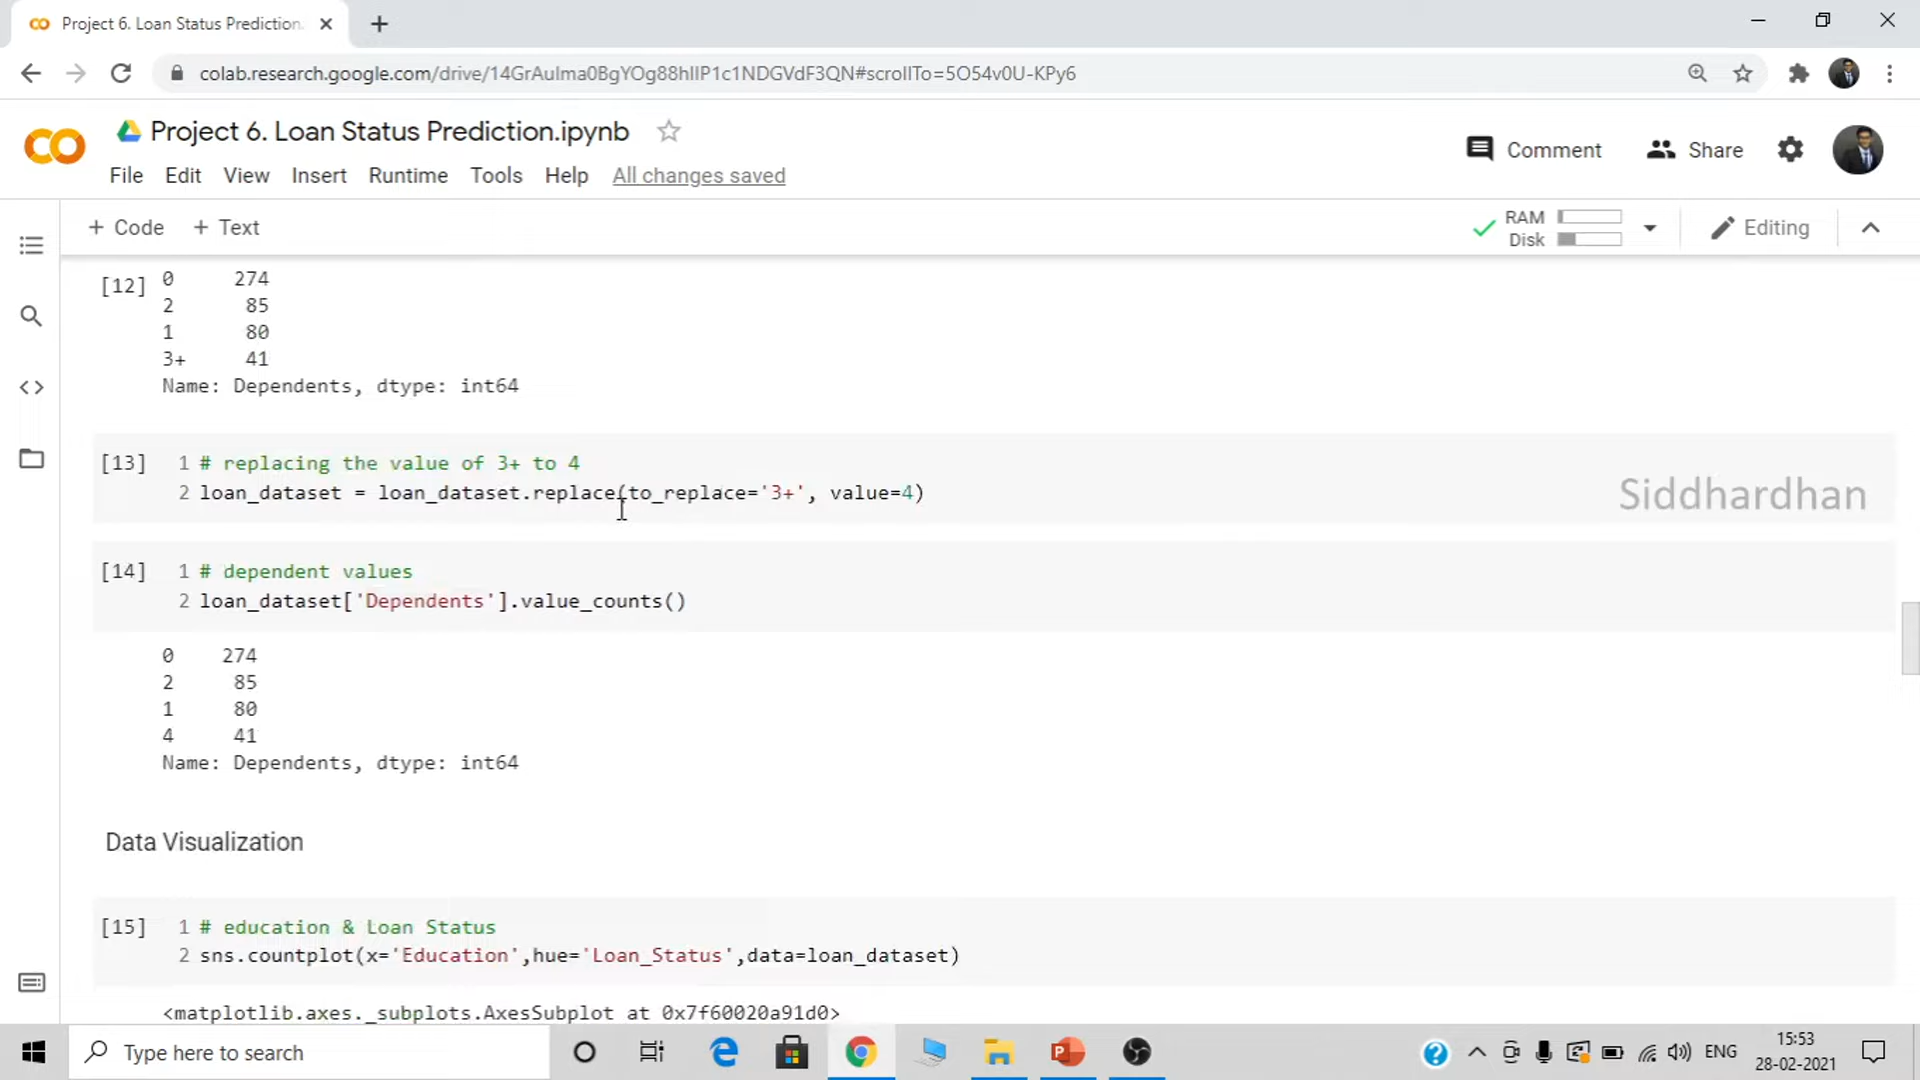 Project 6. Loan Status Prediction.
colab.research.google.com/drive/14GrAulma0BgYOg88hlIP1c1NDGVdF3QN#scrollTo=5O54v0U-KPy6
Project 6. Loan Status Prediction.ipynb
Comment
Share
File Edit View Insert Runtime Tools Help All changes saved
+ Code + Text
RAM
Disk
Editing
[12] 0 274
2 85
1 80
3+ 41
Name: Dependents, dtype: int64
[13] 1 # replacing the value of 3+ to 4
2 loan_dataset = loan_dataset.replace(to_replace='3+', value=4)
Siddhardhan
[14] 1 # dependent values
2 loan_dataset['Dependents'].value_counts()
0 274
2 85
1 80
4 41
Name: Dependents, dtype: int64
Data Visualization
[15] 1 # education & Loan Status
2 sns.countplot(x='Education',hue='Loan_Status',data=loan_dataset)
<matplotlib.axes._subplots.AxesSubplot at 0x7f60020a91d0>
Type here to search
ENG
15:53
28-02-2021